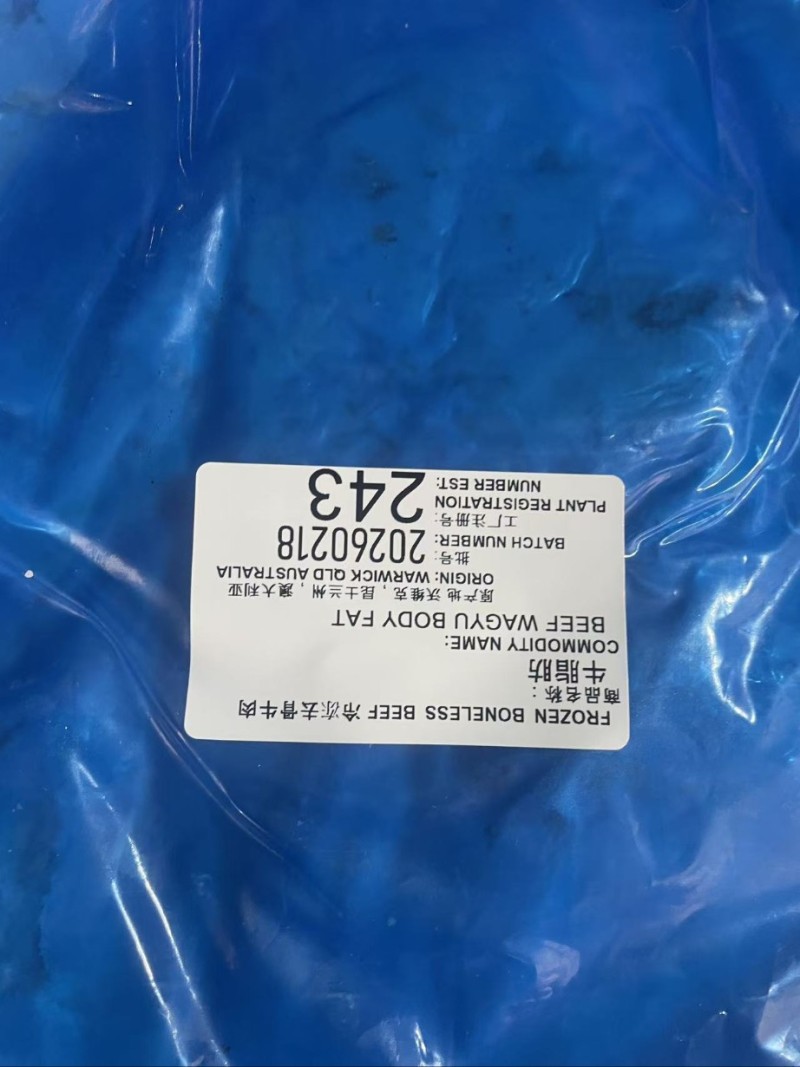 FROZEN BONELESS BEEF 冷冻去骨牛肉
商品名称：
牛脂肪
COMMODITY NAME:
BEEF WAGYU BODY FAT
原产地 沃维克，昆士兰州，澳大利亚
ORIGIN: WARWICK QLD AUSTRALIA
批号:
BATCH NUMBER: 20260218
工厂注册号:
PLANT REGISTRATION
NUMBER EST: 243